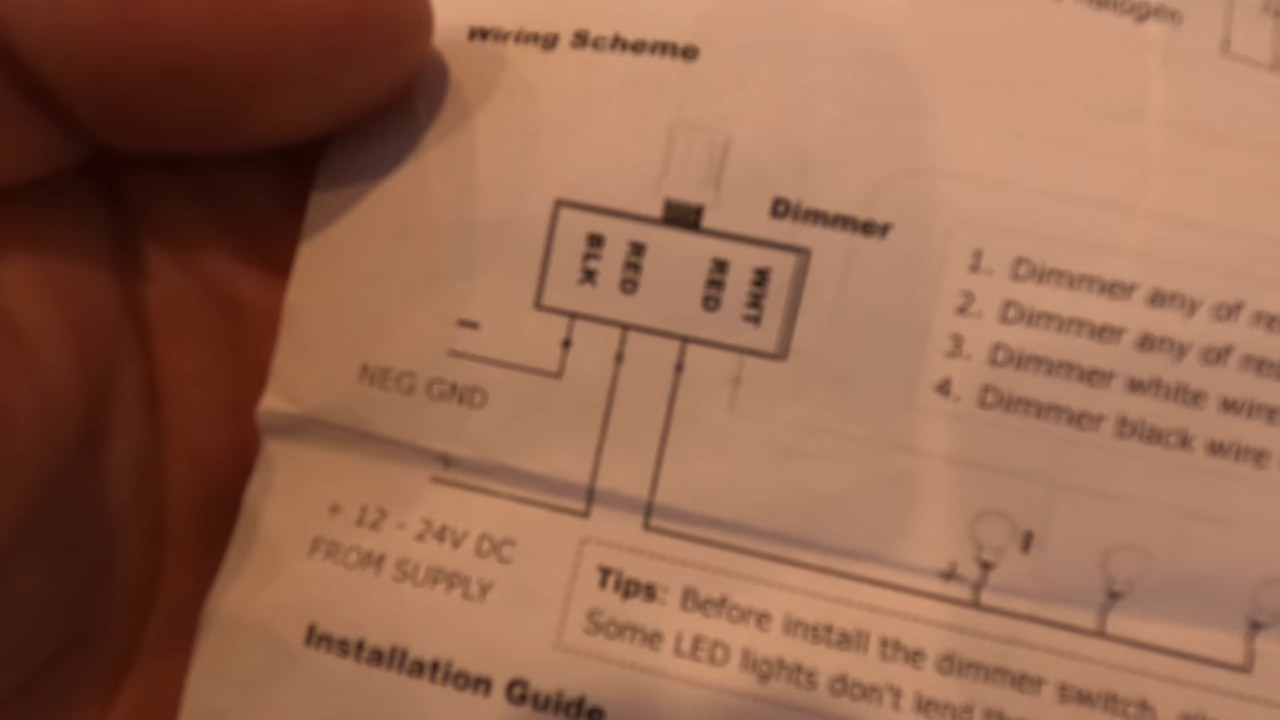 Wiring Scheme
Dimmer
BLK
RED
RED
WHT
1. Dimmer any of
2. Dimmer any of
3. Dimmer white wire
4. Dimmer black wire
−
NEG GND
+
+ 12 - 24V DC
FROM SUPPLY
+
Tips: Before install the dimmer switch,
Some LED lights don't lend
Installation Guide